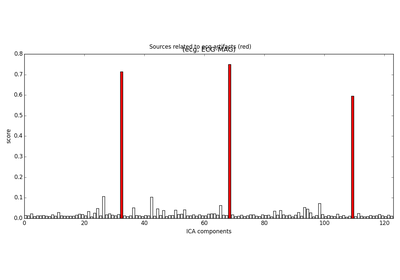 Sources related to ecg artifacts (red)
(ecg, ECG-MAG)
0.8
0.7
0.6
0.5
0.4
0.3
0.2
0.1
0.0
score
0 20 40 60 80 100 120
ICA components